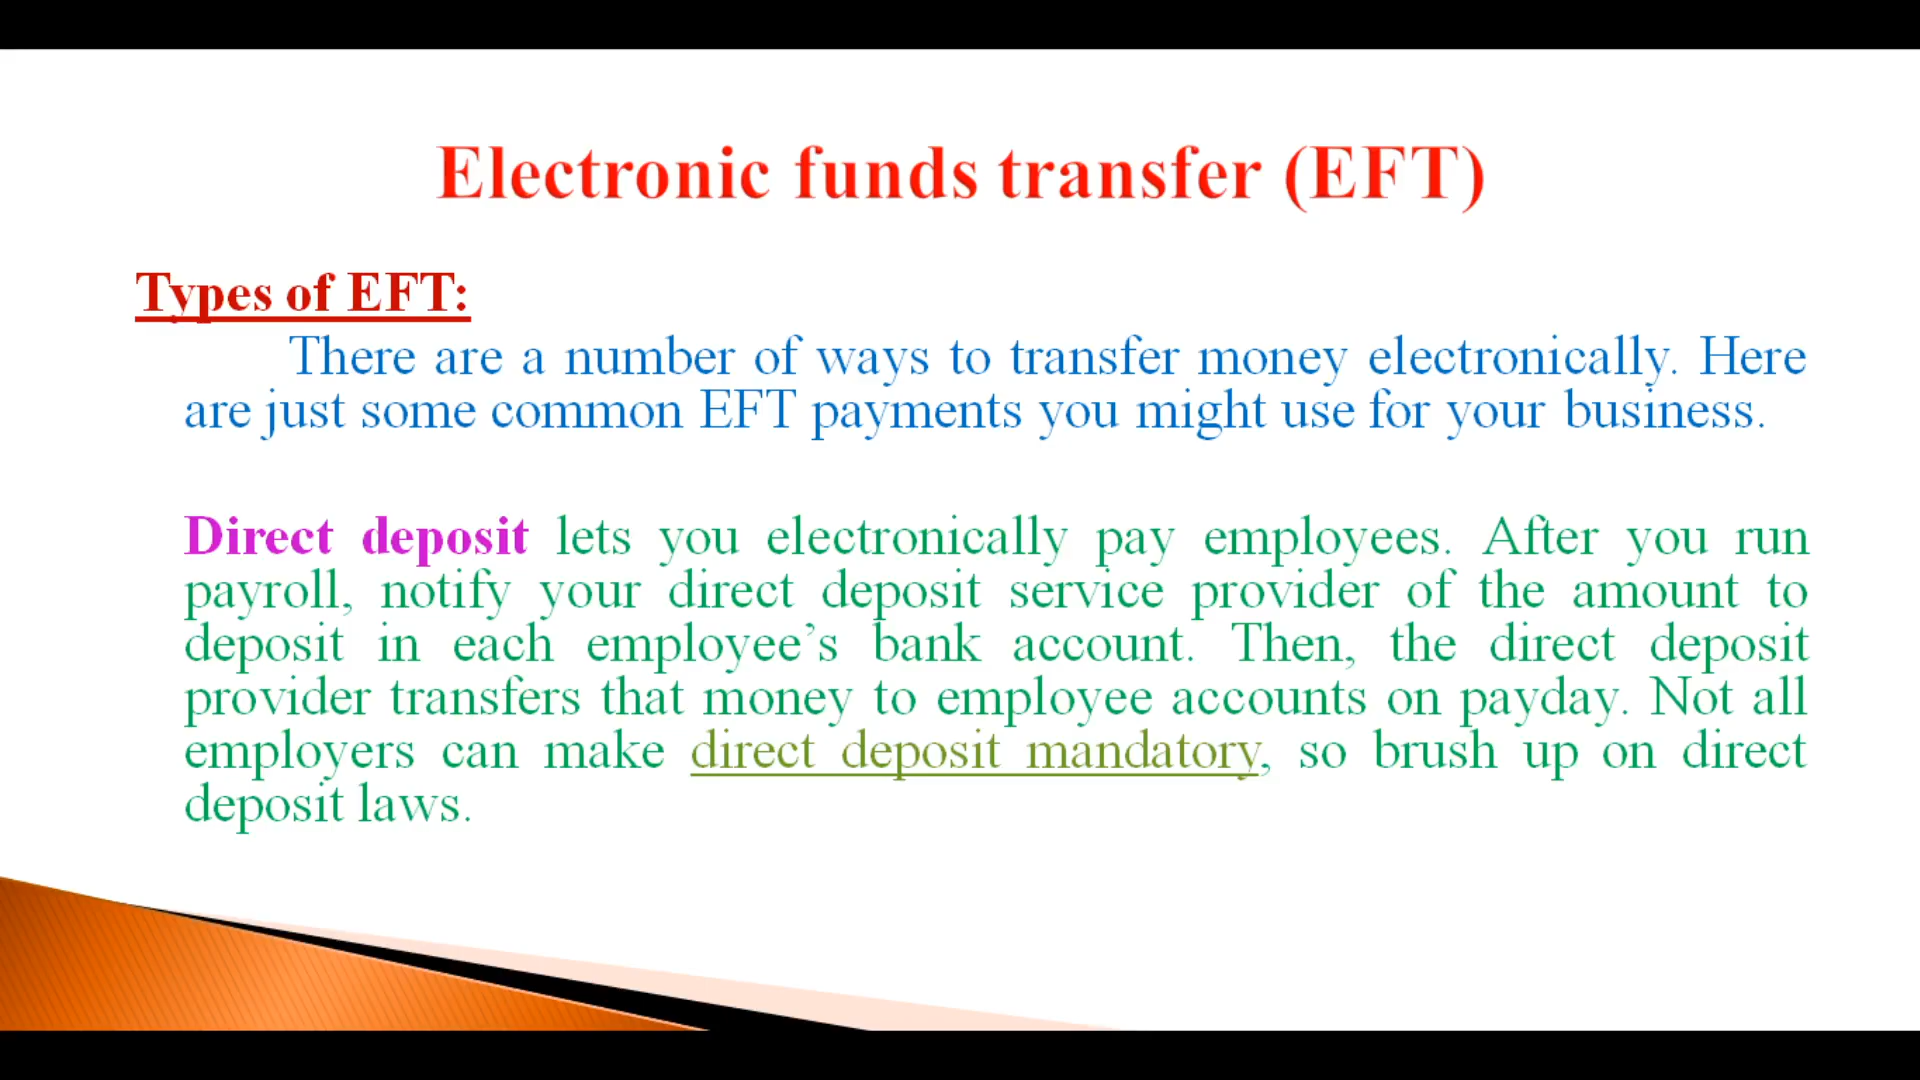 Electronic funds transfer (EFT)
Types of EFT:
There are a number of ways to transfer money electronically. Here
are just some common EFT payments you might use for your business.
Direct deposit lets you electronically pay employees. After you run
payroll, notify your direct deposit service provider of the amount to
deposit in each employee’s bank account. Then, the direct deposit
provider transfers that money to employee accounts on payday. Not all
employers can make direct deposit mandatory, so brush up on direct
deposit laws.